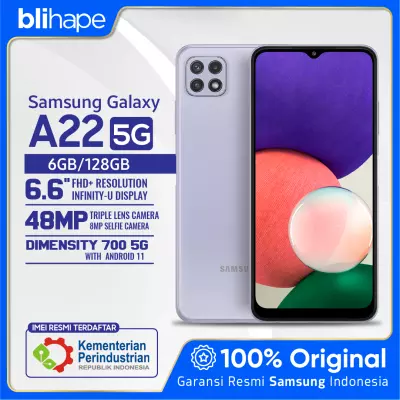 blihape
Samsung Galaxy
A22 5G
6GB/128GB
6.6" FHD+ RESOLUTION
INFINITY-U DISPLAY
48MP TRIPLE LENS CAMERA
8MP SELFIE CAMERA
DIMENSITY 700 5G
WITH ANDROID 11
SAMSU
IMEI RESMI TERDAFTAR
Kementerian
Perindustrian
REPUBLIK INDONESIA
100% Original
Garansi Resmi Samsung Indonesia